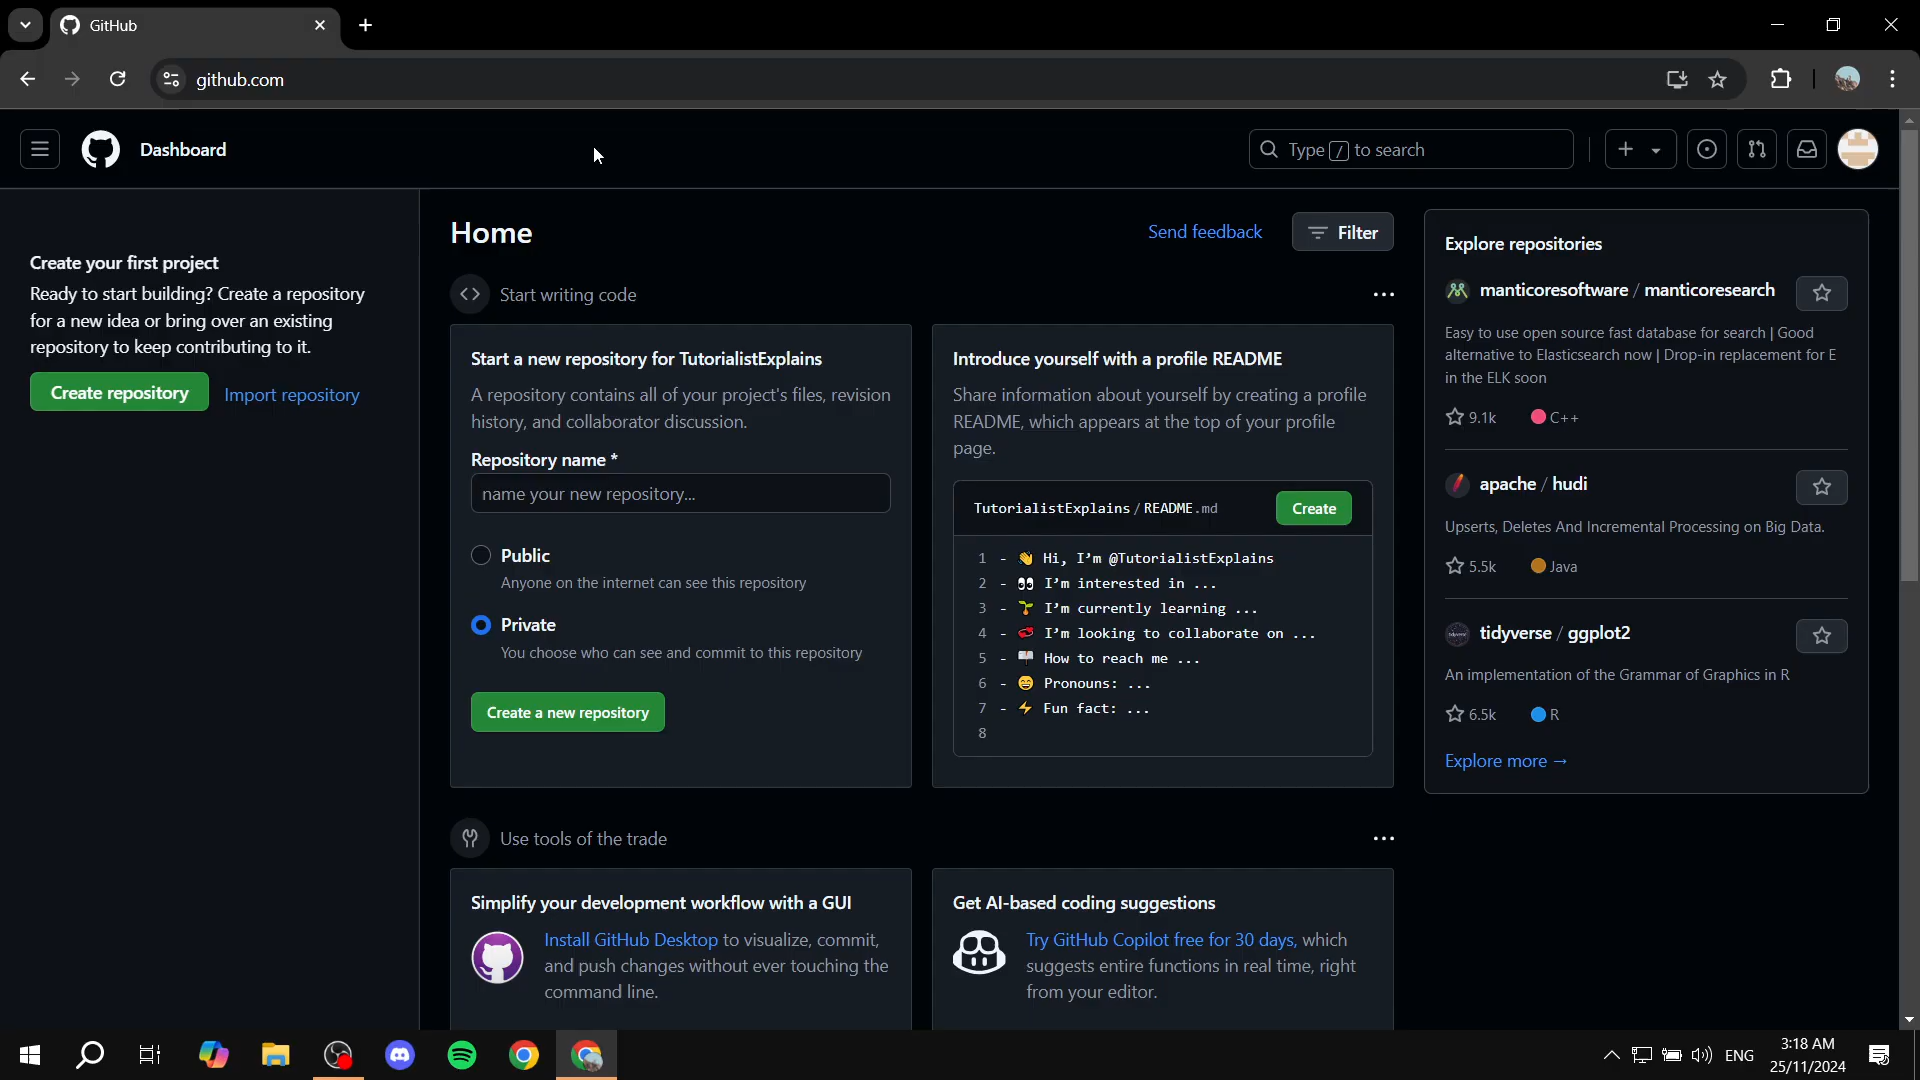 GitHub
github.com
Dashboard
Type / to search
Create your first project
Ready to start building? Create a repository
for a new idea or bring over an existing
repository to keep contributing to it.
Create repository
Import repository
Home
Send feedback
Filter
Start writing code
Start a new repository for TutorialistExplains
A repository contains all of your project's files, revision
history, and collaborator discussion.
Repository name *
name your new repository...
Public
Anyone on the internet can see this repository
Private
You choose who can see and commit to this repository
Create a new repository
Introduce yourself with a profile README
Share information about yourself by creating a profile
README, which appears at the top of your profile
page.
TutorialistExplains / README.md
Create
1 - 👋 Hi, I'm @TutorialistExplains
2 - 👀 I'm interested in ...
3 - 🌱 I'm currently learning ...
4 - 💞️ I'm looking to collaborate on ...
5 - 📫 How to reach me ...
6 - 😄 Pronouns: ...
7 - ⚡ Fun fact: ...
8
Use tools of the trade
Simplify your development workflow with a GUI
Install GitHub Desktop to visualize, commit,
and push changes without ever touching the
command line.
Get AI-based coding suggestions
Try GitHub Copilot free for 30 days, which
suggests entire functions in real time, right
from your editor.
Explore repositories
manticoresoftware / manticoresearch
Easy to use open source fast database for search | Good
alternative to Elasticsearch now | Drop-in replacement for E
in the ELK soon
9.1k
C++
apache / hudi
Upserts, Deletes And Incremental Processing on Big Data.
5.5k
Java
tidyverse / ggplot2
An implementation of the Grammar of Graphics in R
6.5k
R
Explore more →
ENG
3:18 AM
25/11/2024